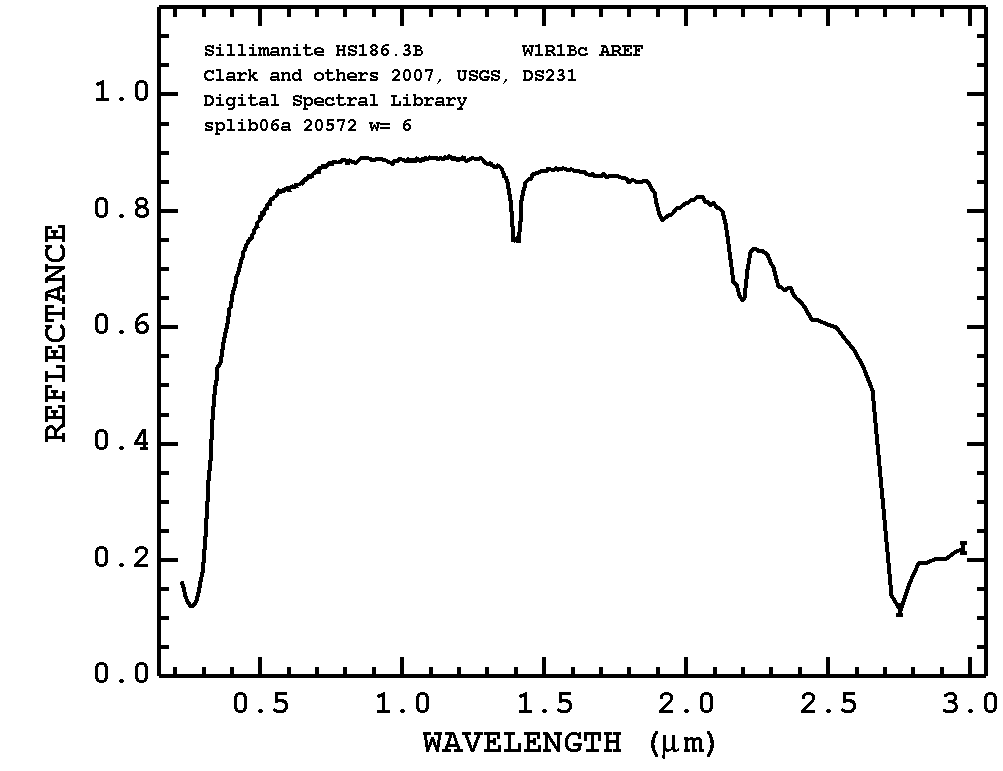 Sillimanite HS186.3B W1R1Bc AREF
Clark and others 2007, USGS, DS231
Digital Spectral Library
splib06a 20572 w= 6
REFLECTANCE
1.0
0.8
0.6
0.4
0.2
0.0
0.5 1.0 1.5 2.0 2.5 3.0
WAVELENGTH (μm)